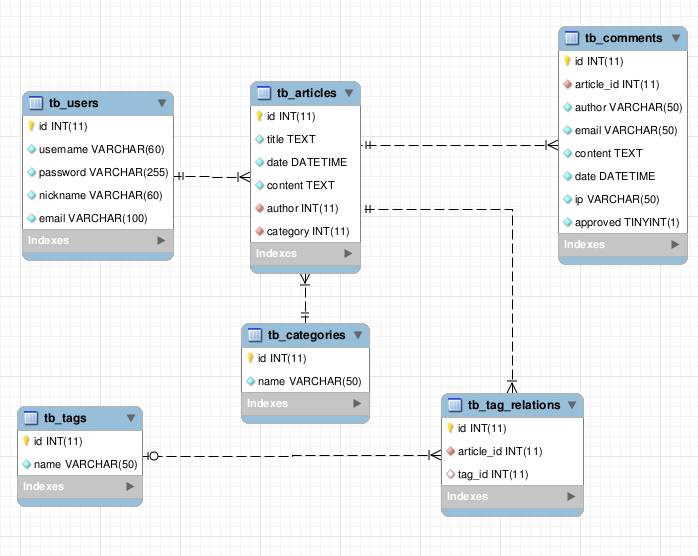 tb_users
id INT(11)
username VARCHAR(60)
password VARCHAR(255)
nickname VARCHAR(60)
email VARCHAR(100)
Indexes
tb_articles
id INT(11)
title TEXT
date DATETIME
content TEXT
author INT(11)
category INT(11)
Indexes
tb_comments
id INT(11)
article_id INT(11)
author VARCHAR(50)
email VARCHAR(50)
content TEXT
date DATETIME
ip VARCHAR(50)
approved TINYINT(1)
Indexes
tb_categories
id INT(11)
name VARCHAR(50)
Indexes
tb_tags
id INT(11)
name VARCHAR(50)
Indexes
tb_tag_relations
id INT(11)
article_id INT(11)
tag_id INT(11)
Indexes